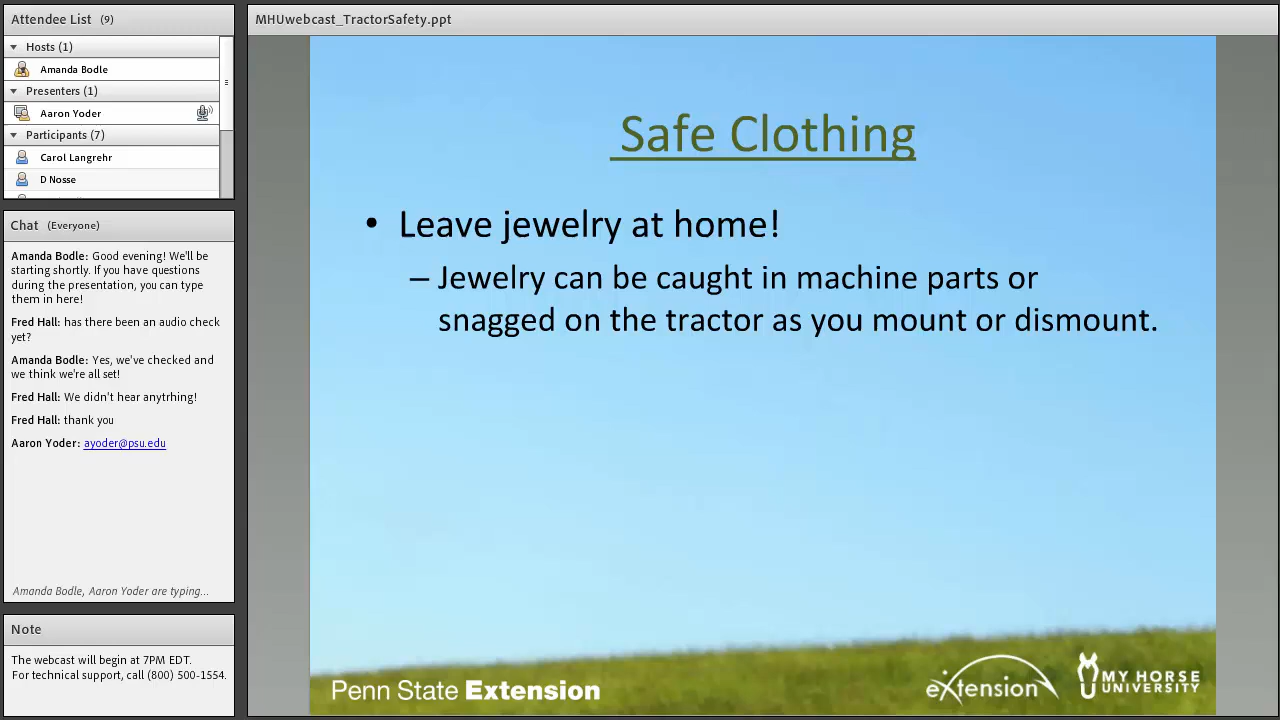 Attendee List (9)
Hosts (1)
Amanda Bodle
Presenters (1)
Aaron Yoder
Participants (7)
Carol Langrehr
D Nosse
Chat (Everyone)
Amanda Bodle: Good evening! We'll be
starting shortly. If you have questions
during the presentation, you can type
them in here!
Fred Hall: has there been an audio check
yet?
Amanda Bodle: Yes, we've checked and
we think we're all set!
Fred Hall: We didn't hear anytrhing!
Fred Hall: thank you
Aaron Yoder: ayoder@psu.edu
Amanda Bodle, Aaron Yoder are typing...
Note
The webcast will begin at 7PM EDT.
For technical support, call (800) 500-1554.
MHUwebcast_TractorSafety.ppt
Safe Clothing
• Leave jewelry at home!
– Jewelry can be caught in machine parts or
snagged on the tractor as you mount or dismount.
Penn State Extension
eXtension
MY HORSE
UNIVERSITY